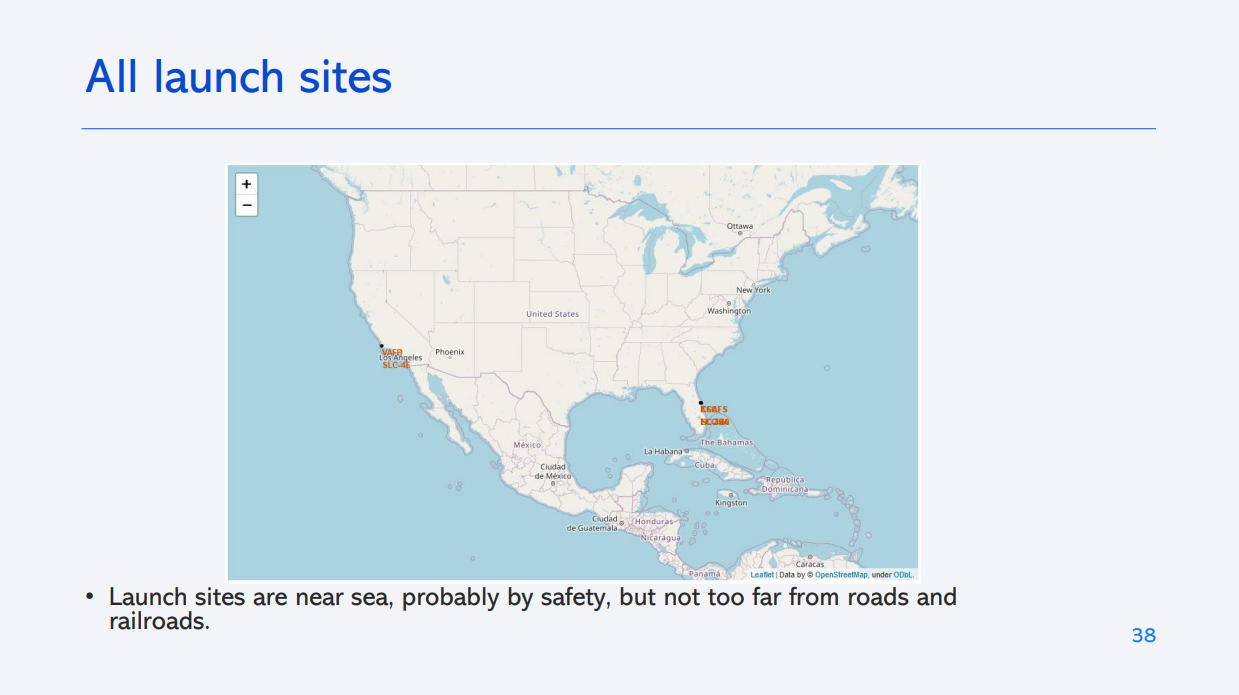 All launch sites
+
−
Ottawa
New York
Washington
United States
VAFB
Los Angeles
Phoenix
SLC-4E
México
La Habana
The Bahamas
Cuba
Ciudad
de México
República
Dominicana
Kingston
Ciudad
de Guatemala
Honduras
Nicaragua
Caracas
Panamá
Leaflet | Data by © OpenStreetMap, under ODbL.
• Launch sites are near sea, probably by safety, but not too far from roads and
railroads.
38